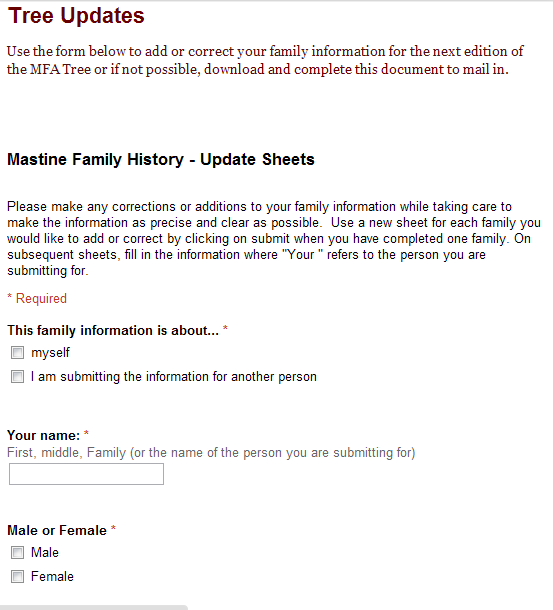 Tree Updates
Use the form below to add or correct your family information for the next edition of
the MFA Tree or if not possible, download and complete this document to mail in.
Mastine Family History - Update Sheets
Please make any corrections or additions to your family information while taking care to
make the information as precise and clear as possible.  Use a new sheet for each family you
would like to add or correct by clicking on submit when you have completed one family. On
subsequent sheets, fill in the information where "Your " refers to the person you are
submitting for.
* Required
This family information is about... *
myself
I am submitting the information for another person
Your name: *
First, middle, Family (or the name of the person you are submitting for)
Male or Female *
Male
Female